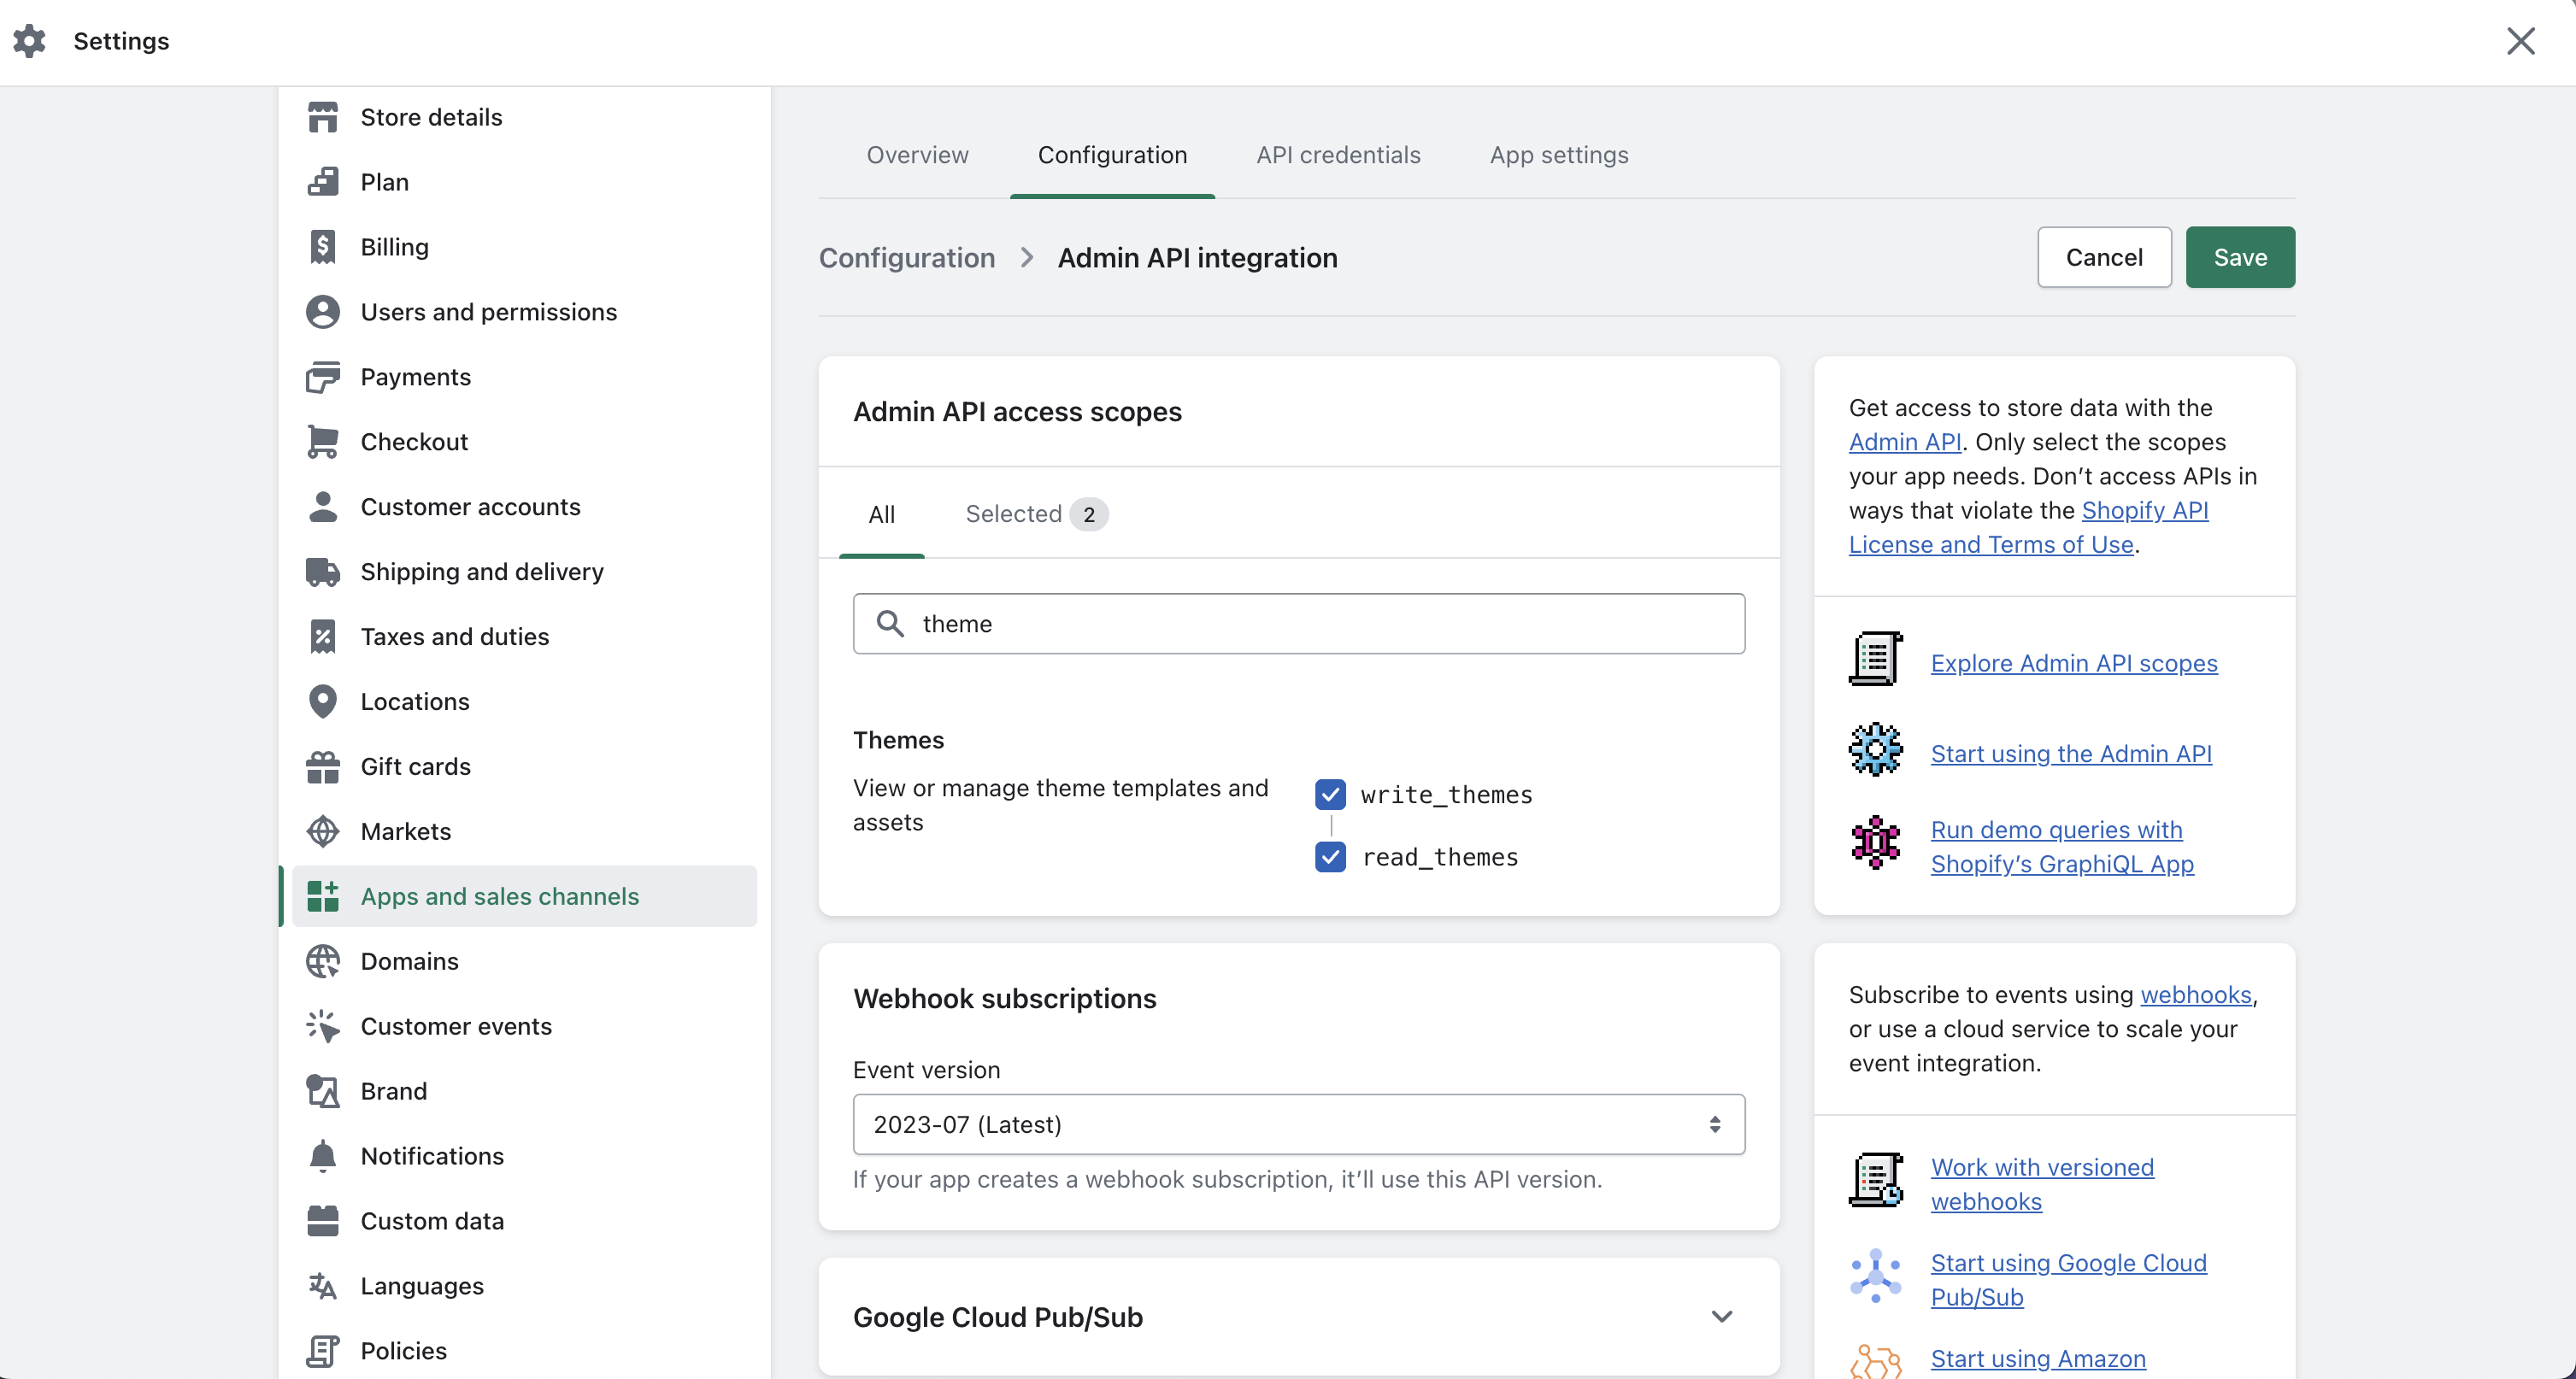 Settings
Store details
Plan
Billing
Users and permissions
Payments
Checkout
Customer accounts
Shipping and delivery
Taxes and duties
Locations
Gift cards
Markets
Apps and sales channels
Domains
Customer events
Brand
Notifications
Custom data
Languages
Policies
Overview Configuration API credentials App settings
Configuration Admin API integration
Cancel Save
Admin API access scopes
All Selected 2
theme
Themes
View or manage theme templates and
assets
write_themes
read_themes
Webhook subscriptions
Event version
2023-07 (Latest)
If your app creates a webhook subscription, it’ll use this API version.
Google Cloud Pub/Sub
Get access to store data with the
Admin API. Only select the scopes
your app needs. Don’t access APIs in
ways that violate the Shopify API
License and Terms of Use.
Explore Admin API scopes
Start using the Admin API
Run demo queries with
Shopify’s GraphiQL App
Subscribe to events using webhooks,
or use a cloud service to scale your
event integration.
Work with versioned
webhooks
Start using Google Cloud
Pub/Sub
Start using Amazon